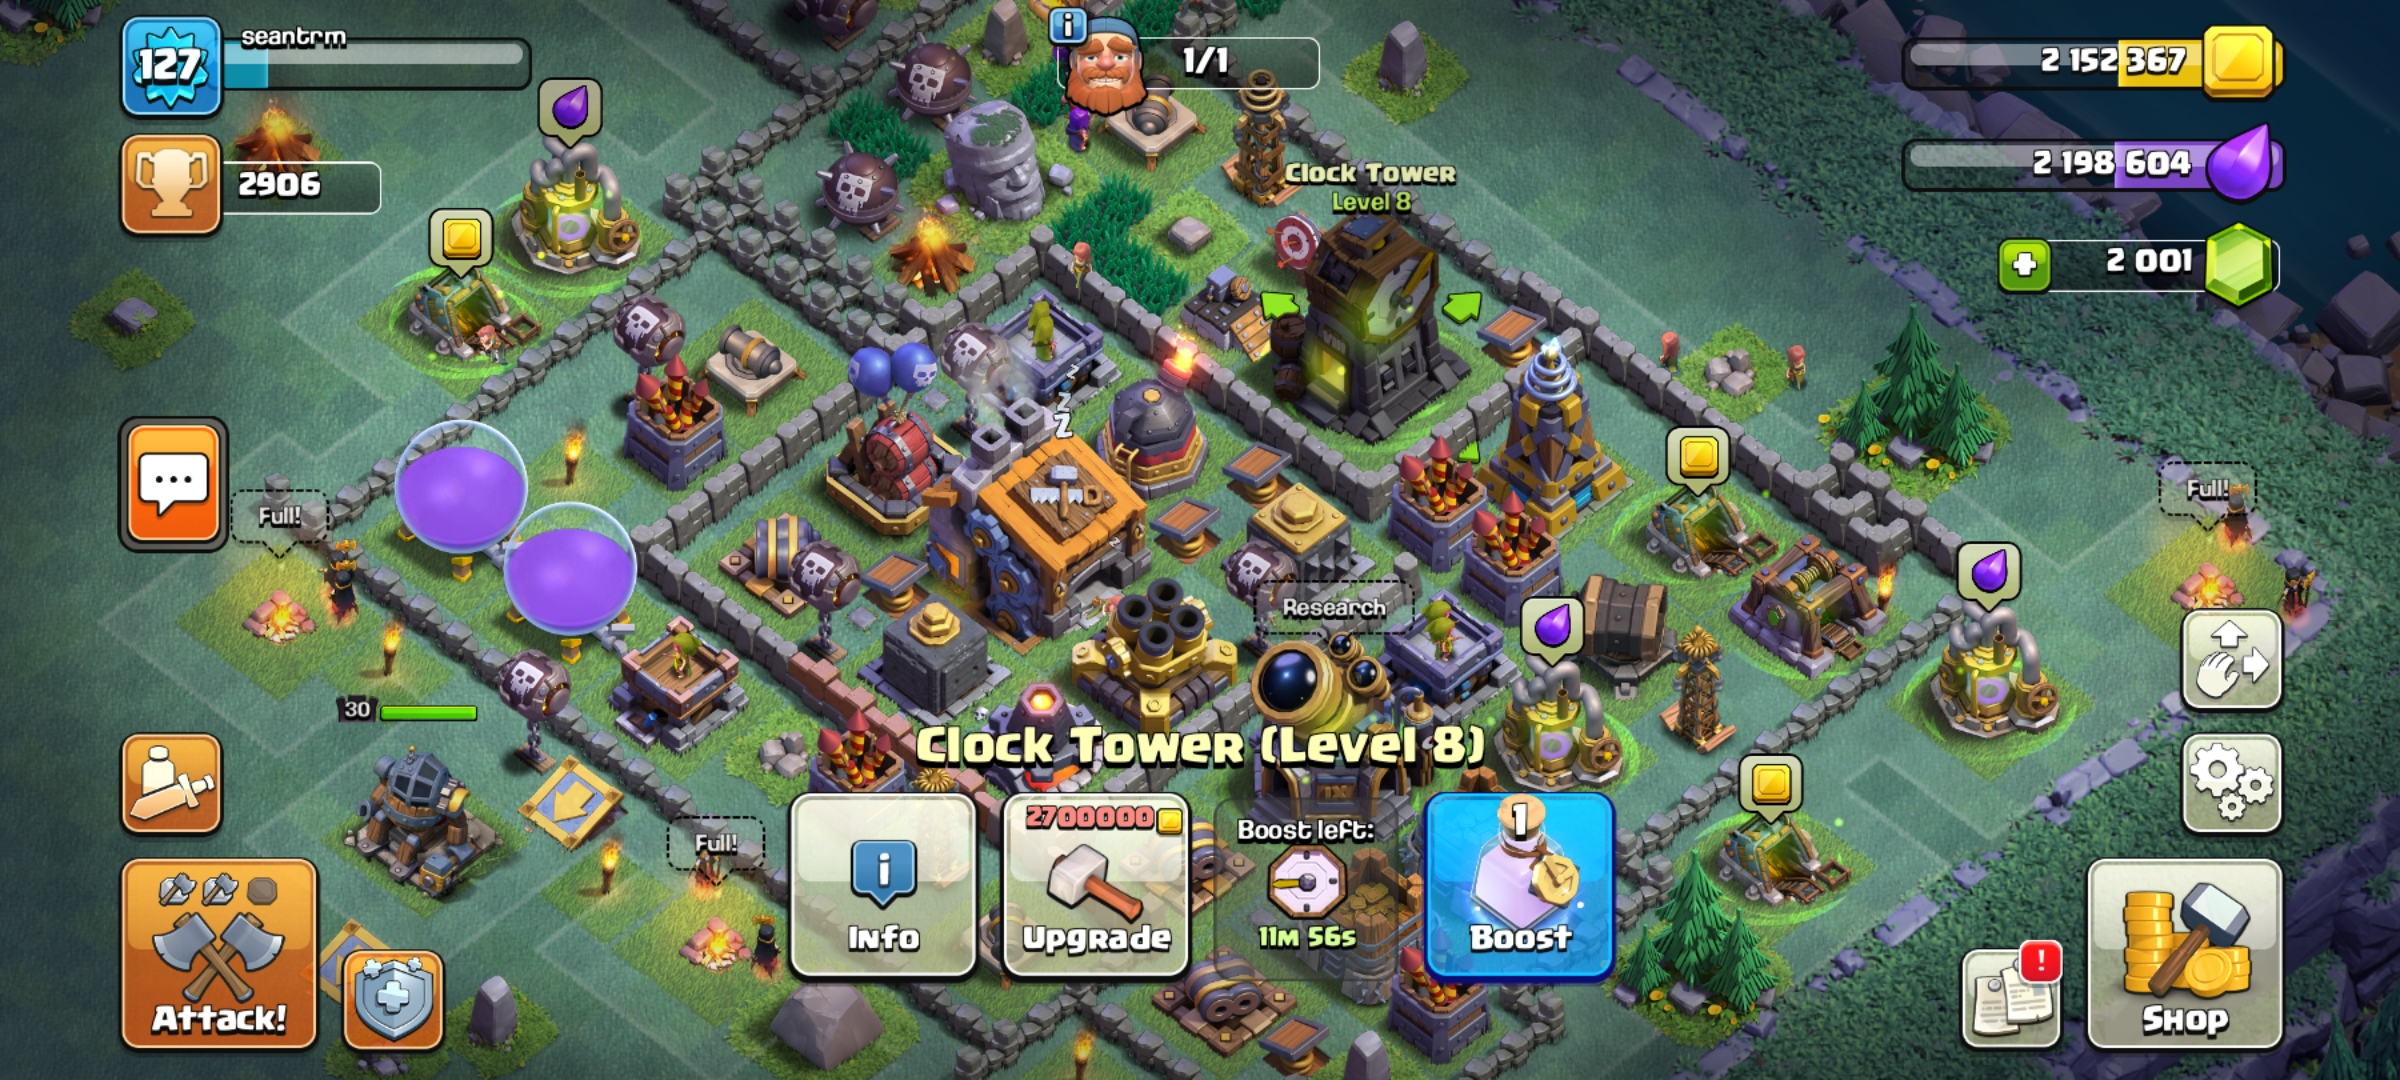 seantrm
127
1/1
2 152 367
2906
2 198 604
Clock Tower
Level 8
2 001
Full!
Full!
Research
30
Clock Tower (Level 8)
Full!
2700000
Boost left:
1
11m 56s
Info
Upgrade
Boost
Attack!
!
Shop